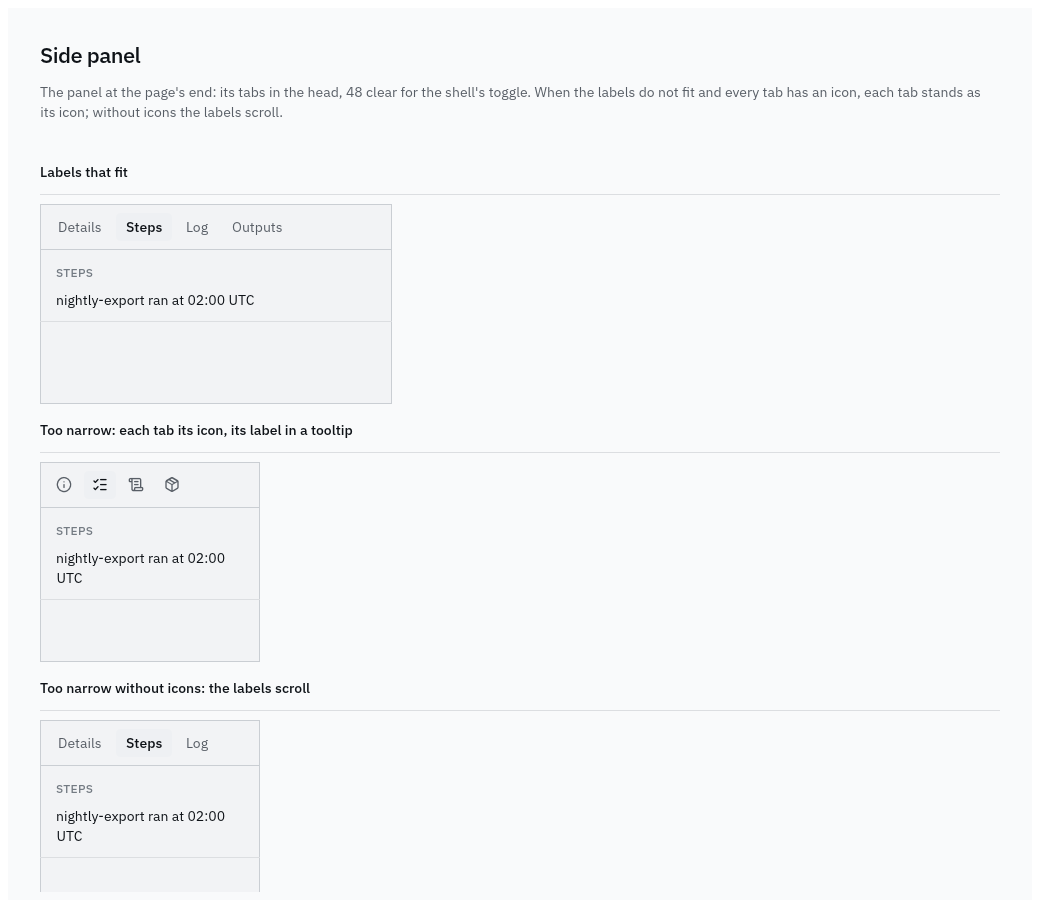 Side panel
The panel at the page's end: its tabs in the head, 48 clear for the shell's toggle. When the labels do not fit and every tab has an icon, each tab stands as
its icon; without icons the labels scroll.
Labels that fit
Details Steps Log Outputs
STEPS
nightly-export ran at 02:00 UTC
Too narrow: each tab its icon, its label in a tooltip
STEPS
nightly-export ran at 02:00
UTC
Too narrow without icons: the labels scroll
Details Steps Log
STEPS
nightly-export ran at 02:00
UTC